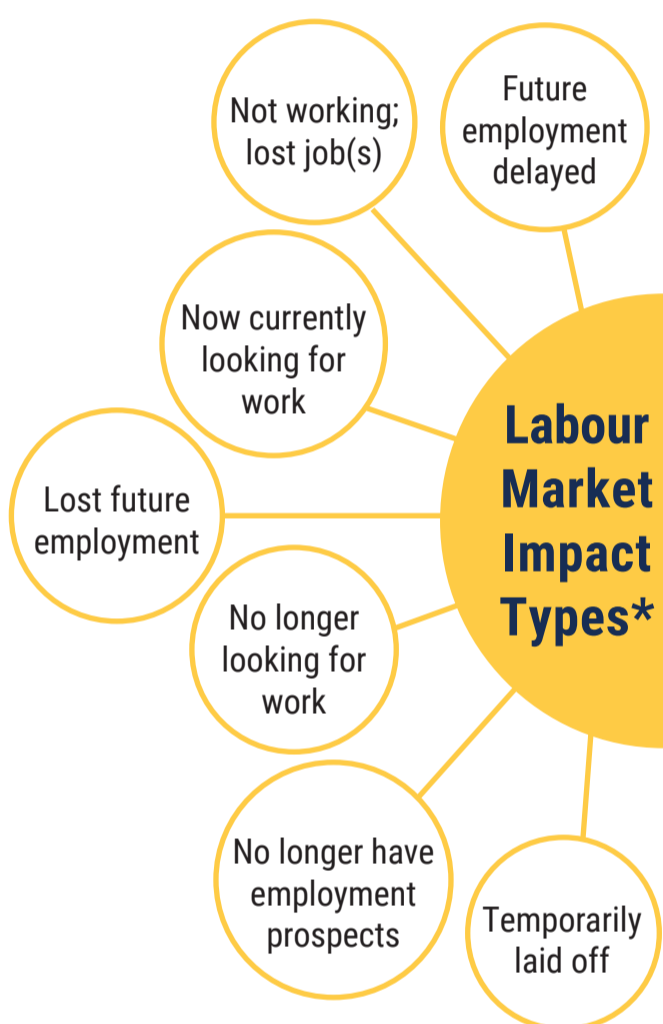 Not working;
lost job(s)
Future
employment
delayed
Now currently
looking for
work
Labour
Market
Impact
Types*
Lost future
employment
No longer
looking for
work
No longer have
employment
prospects
Temporarily
laid off